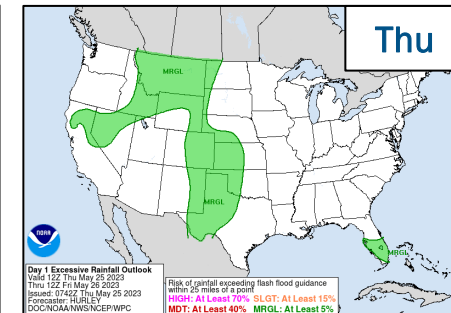 Thu
MRGL
MRGL
MRGL
NOAA
Day 1 Excessive Rainfall Outlook
Valid 12Z Thu May 25 2023
Thru 12Z Fri May 26 2023
Issued: 0742Z Thu May 25 2023
Forecaster: HURLEY
DOC/NOAA/NWS/NCEP/WPC
Risk of rainfall exceeding flash flood guidance
within 25 miles of a point
HIGH: At Least 70% SLGT: At Least 15%
MDT: At Least 40% MRGL: At Least 5%